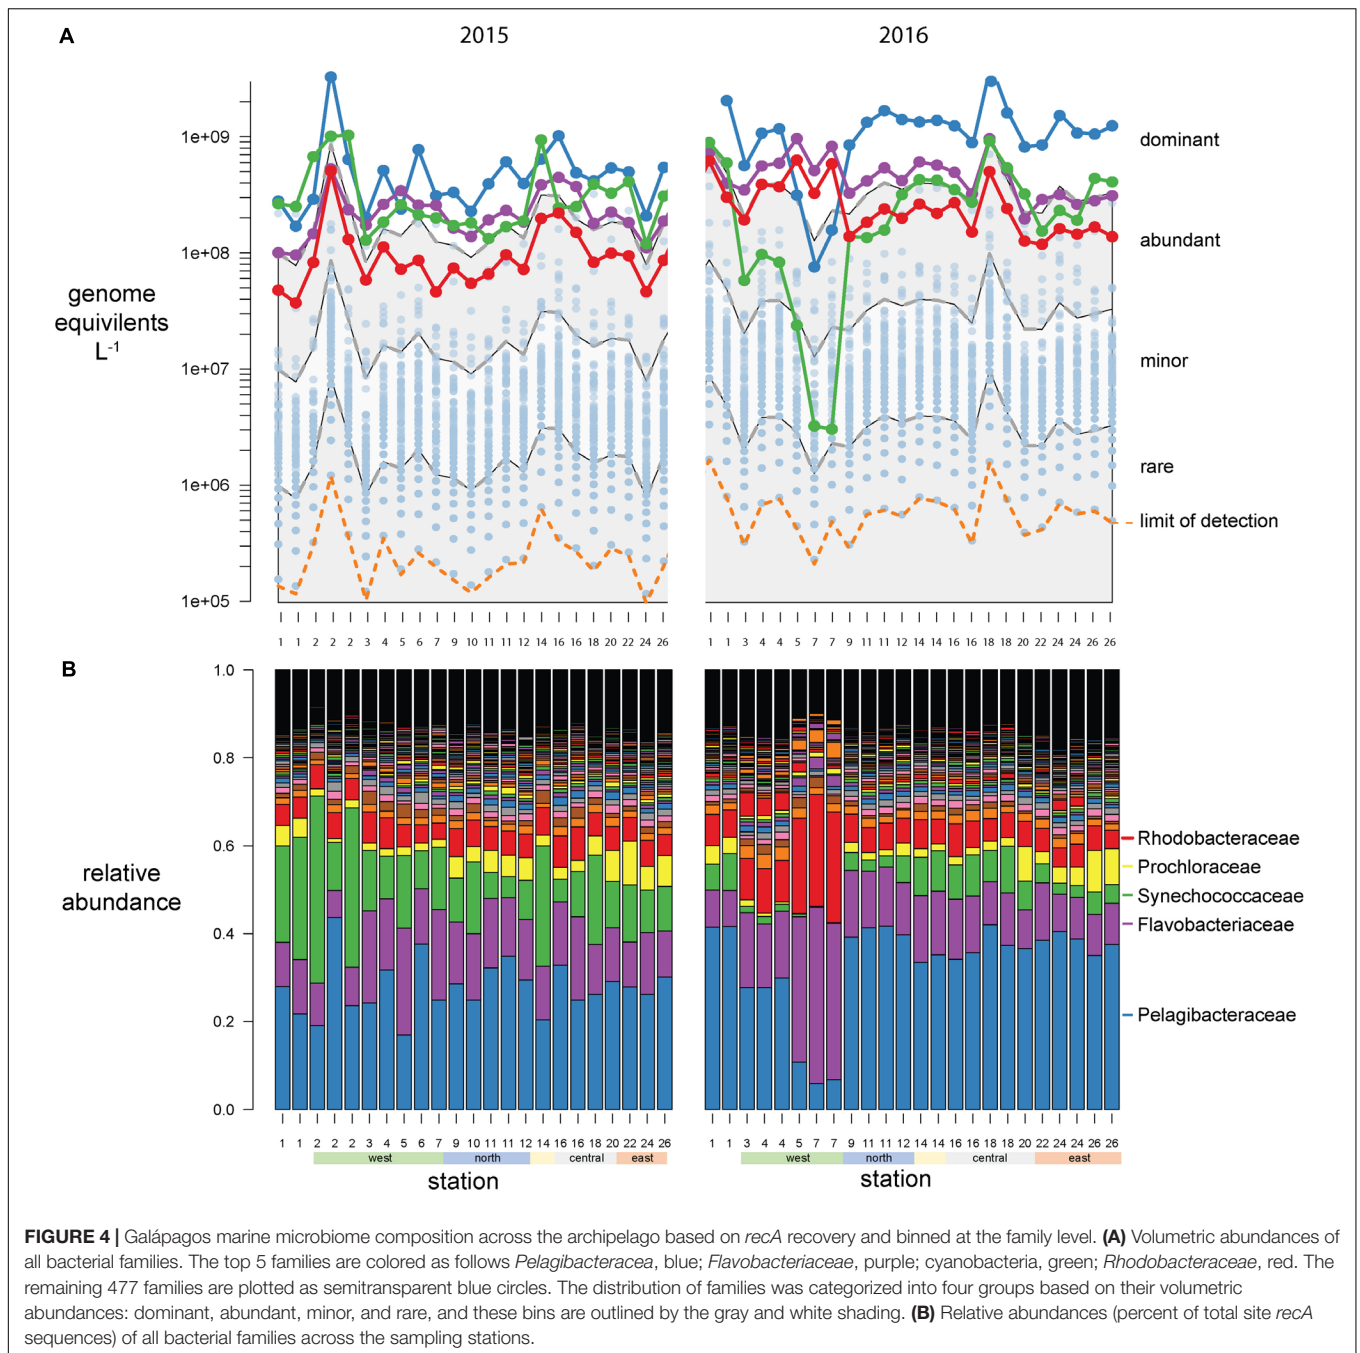 A
2015
2016
1e+09
1e+08
1e+07
1e+06
1e+05
genome
equivilents
L-1
dominant
abundant
minor
rare
limit of detection
1 1 2 2 2 3 4 5 6 7 9 10 11 11 12 14 16 16 18 20 22 24 26
1 1 3 4 4 5 7 7 9 11 11 12 14 14 16 16 18 18 20 22 24 26 26
B
1.0
0.8
0.6
0.4
0.2
0.0
relative
abundance
Rhodobacteraceae
Prochloraceae
Synechococcaceae
Flavobacteriaceae
Pelagibacteraceae
1 1 2 2 2 3 4 5 6 7 9 10 11 11 12 14 16 16 18 20 22 24 26
1 1 3 4 4 5 7 7 9 11 11 12 14 14 16 16 18 18 20 22 24 26 26
west north central east
west north central east
station
station
FIGURE 4 | Galápagos marine microbiome composition across the archipelago based on recA recovery and binned at the family level. (A) Volumetric abundances of
all bacterial families. The top 5 families are colored as follows Pelagibacteracea, blue; Flavobacteriaceae, purple; cyanobacteria, green; Rhodobacteraceae, red. The
remaining 477 families are plotted as semitransparent blue circles. The distribution of families was categorized into four groups based on their volumetric
abundances: dominant, abundant, minor, and rare, and these bins are outlined by the gray and white shading. (B) Relative abundances (percent of total site recA
sequences) of all bacterial families across the sampling stations.